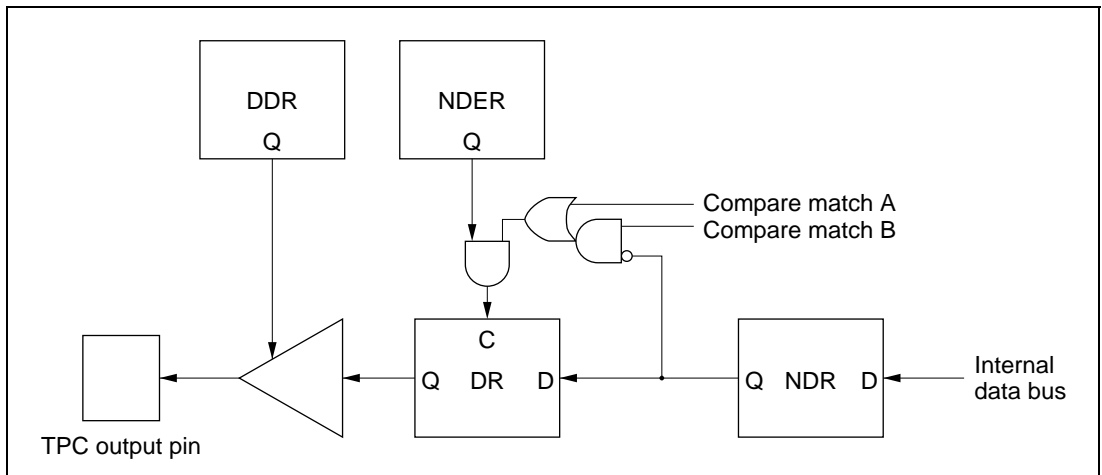 DDR
Q
NDER
Q
Compare match A
Compare match B
C
Q DR D
Q NDR D
Internal
data bus
TPC output pin